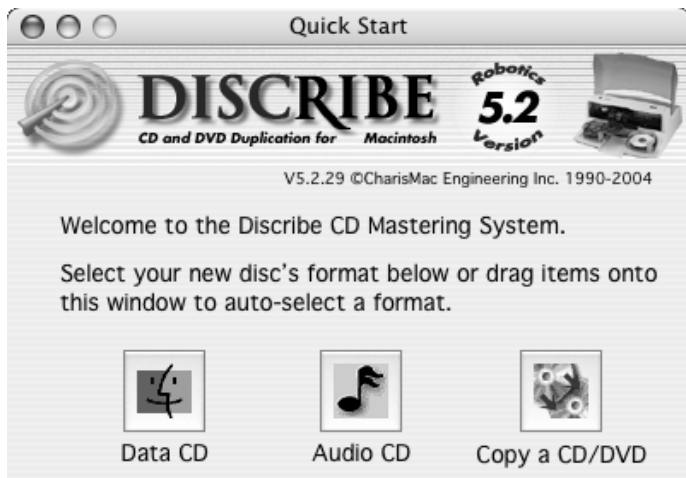 Quick Start
DISCRIBE
CD and DVD Duplication for Macintosh
Robotics
5.2
Version
V5.2.29 ©CharisMac Engineering Inc. 1990-2004
Welcome to the Discribe CD Mastering System.
Select your new disc's format below or drag items onto
this window to auto-select a format.
Data CD
Audio CD
Copy a CD/DVD